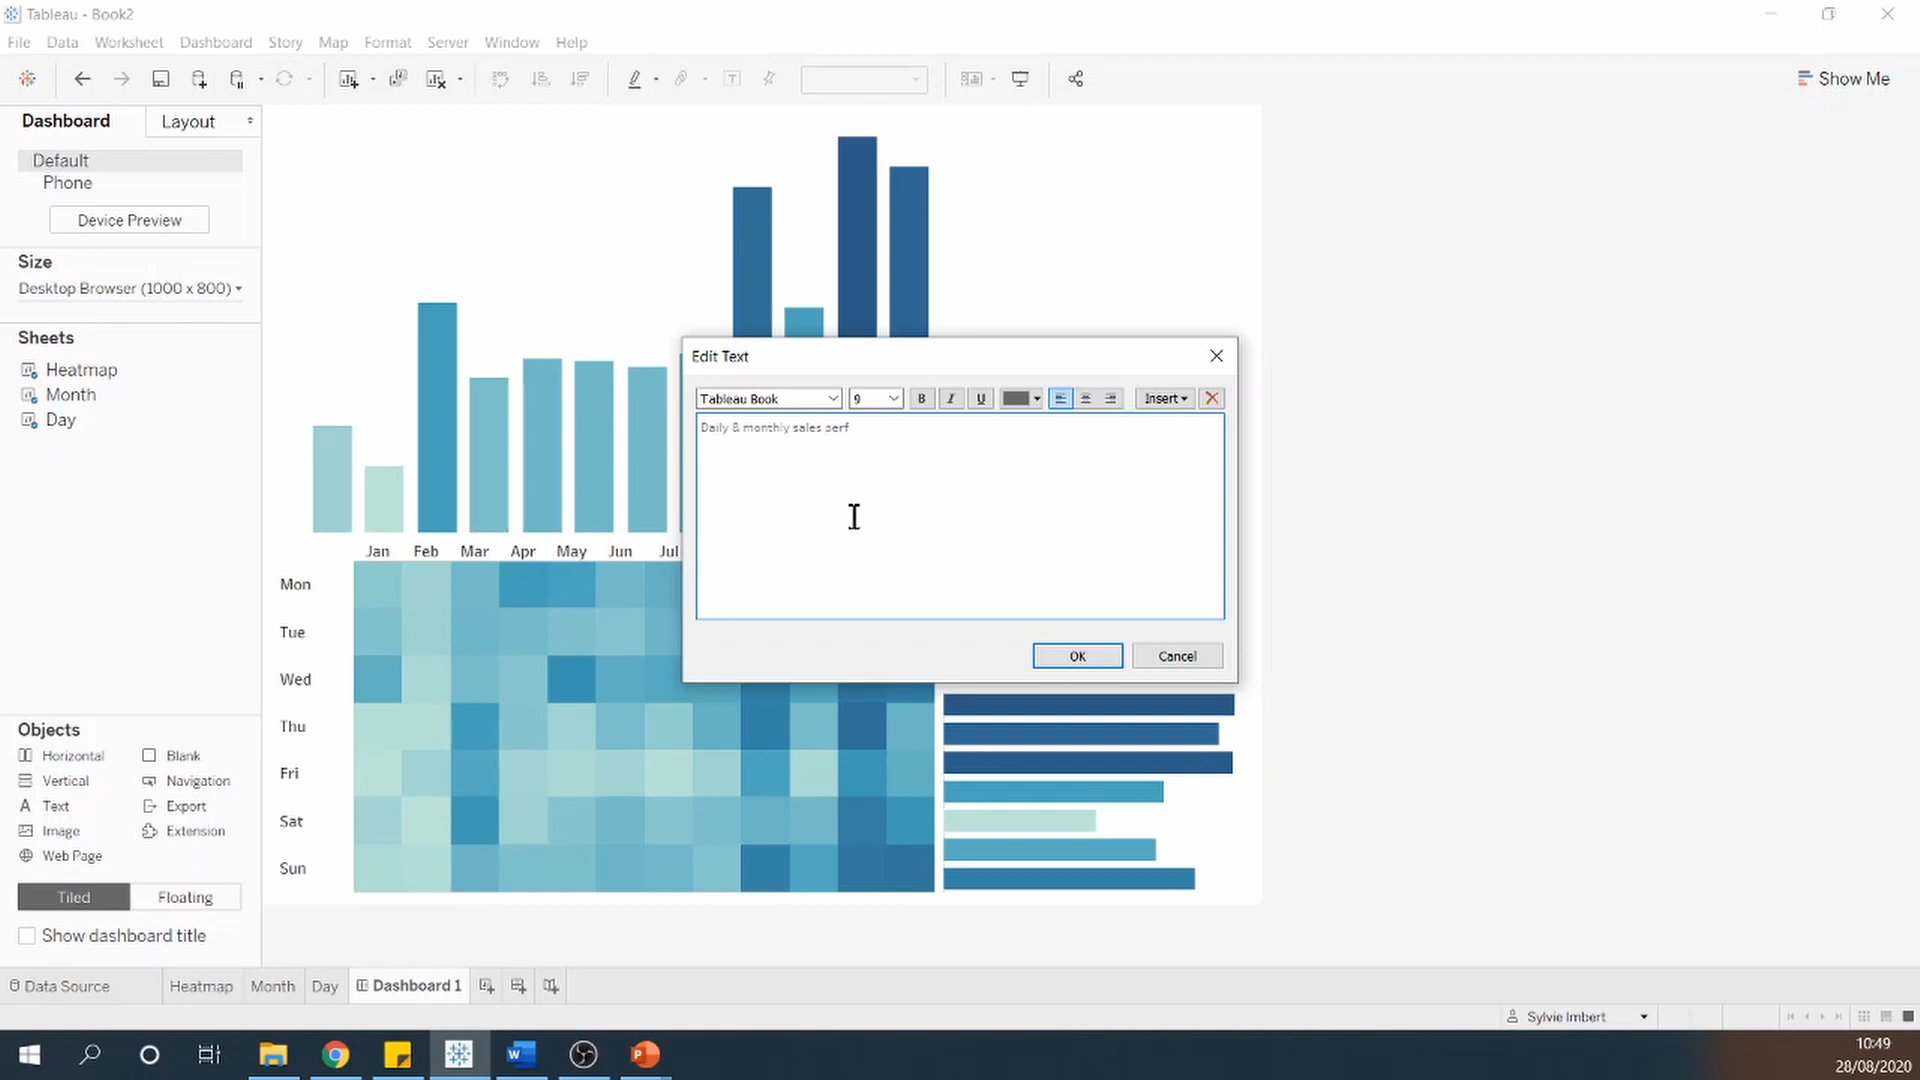 Tableau - Book2
File Data Worksheet Dashboard Story Map Format Server Window Help
Show Me
Dashboard Layout
Default
Phone
Device Preview
Size
Desktop Browser (1000 x 800)
Sheets
Heatmap
Month
Day
Objects
Horizontal Blank
Vertical Navigation
Text Export
Image Extension
Web Page
Tiled Floating
Show dashboard title
Jan Feb Mar Apr May Jun Jul
Mon
Tue
Wed
Thu
Fri
Sat
Sun
Edit Text
Tableau Book 9 B I U Insert
Daily & monthly sales perf
OK Cancel
Data Source Heatmap Month Day Dashboard 1
Sylvie Imbert
10:49
28/08/2020